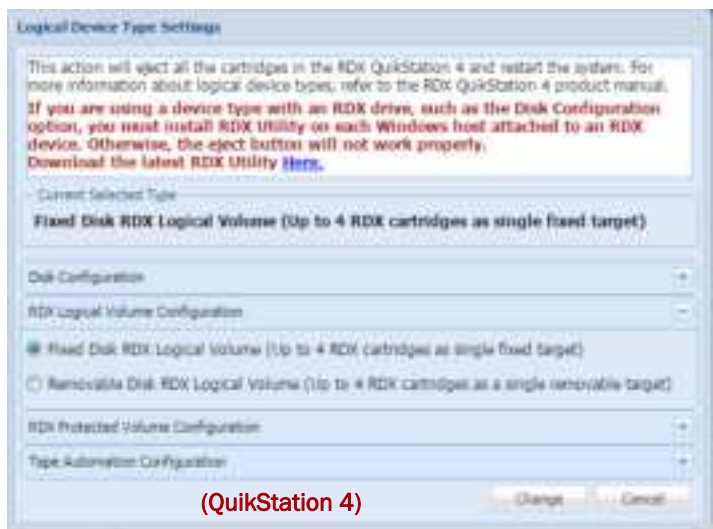 Logical Device Type Settings
This action will eject all the cartridges in the RDX QuikStation 4 and restart the system. For
more information about logical device types, refer to the RDX QuikStation 4 product manual.
If you are using a device type with an RDX drive, such as the Disk Configuration
option, you must install RDX Utility on each Windows host attached to an RDX
device. Otherwise, the eject button will not work properly.
Download the latest RDX Utility Here.
Current Selected Type
Fixed Disk RDX Logical Volume (Up to 4 RDX cartridges as single fixed target)
Disk Configuration
RDX Logical Volume Configuration
Fixed Disk RDX Logical Volume (Up to 4 RDX cartridges as single fixed target)
Removable Disk RDX Logical Volume (Up to 4 RDX cartridges as a single removable target)
RDX Protected Volume Configuration
Tape Automation Configuration
(QuikStation 4)
Change Cancel